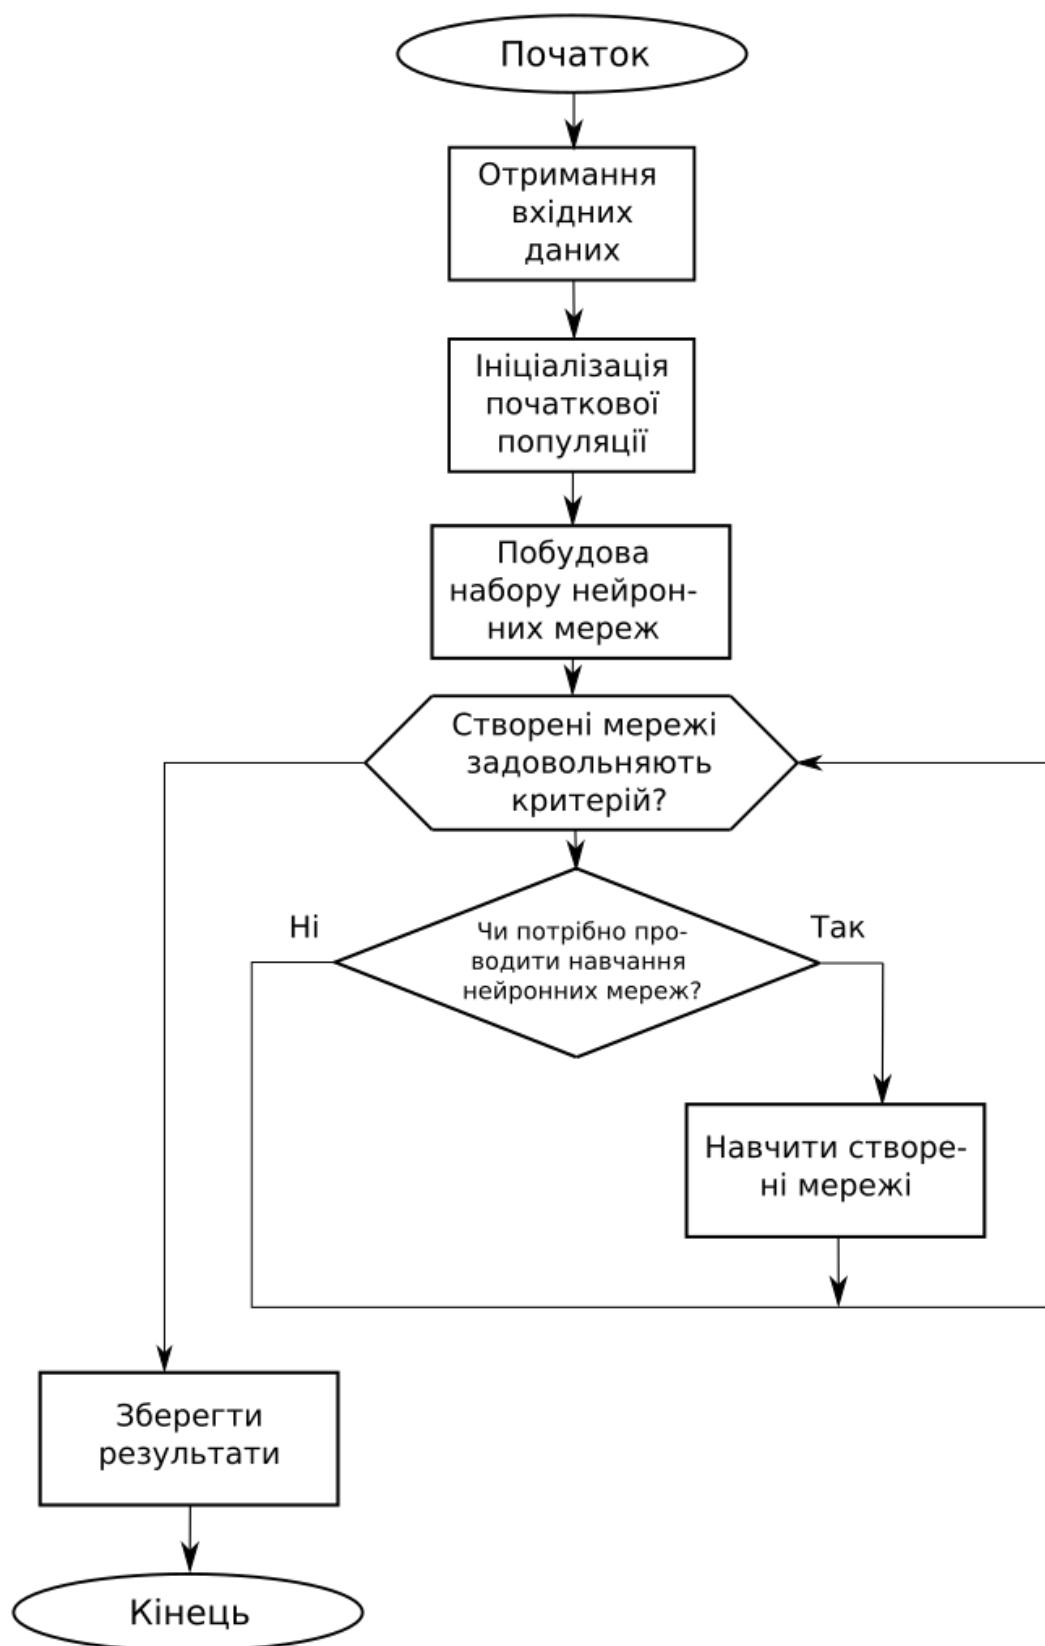 Початок
Отримання
вхідних
даних
Ініціалізація
початкової
популяції
Побудова
набору нейрон-
них мереж
Створені мережі
задовольняють
критерій?
Ні
Чи потрібно про-
водити навчання
нейронних мереж?
Так
Навчити створе-
ні мережі
Зберегти
результати
Кінець